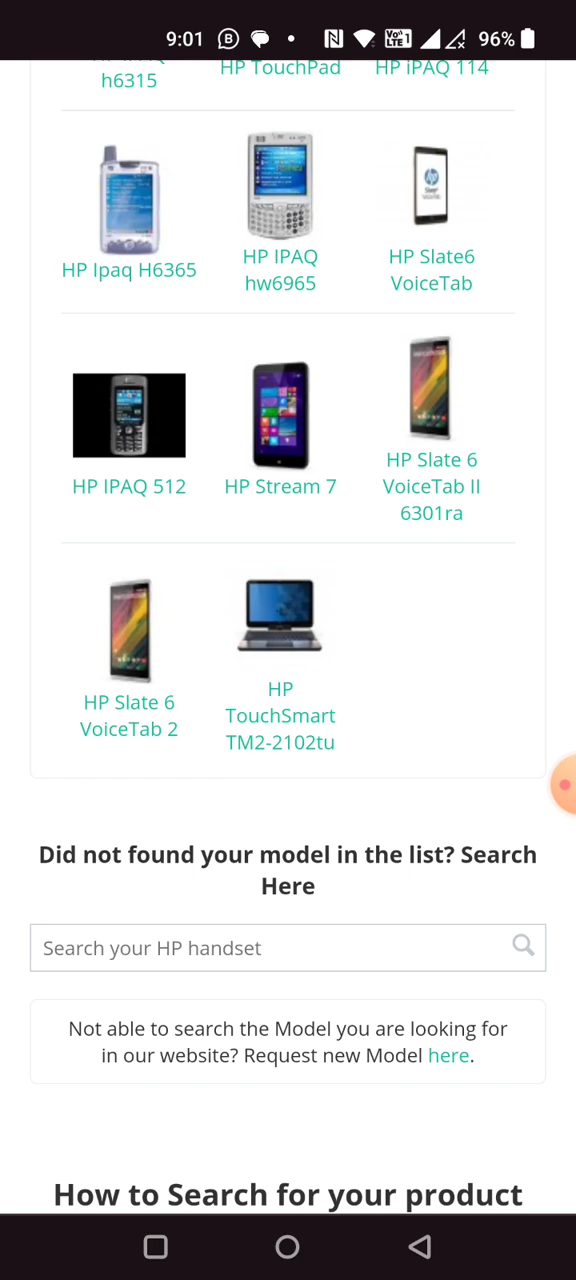 9:01
VoLTE 1
96%
h6315
HP TouchPad
HP iPAQ 114
HP Ipaq H6365
HP IPAQ
hw6965
HP Slate6
VoiceTab
HP IPAQ 512
HP Stream 7
HP Slate 6
VoiceTab II
6301ra
HP Slate 6
VoiceTab 2
HP
TouchSmart
TM2-2102tu
Did not found your model in the list? Search
Here
Search your HP handset
Not able to search the Model you are looking for
in our website? Request new Model here.
How to Search for your product